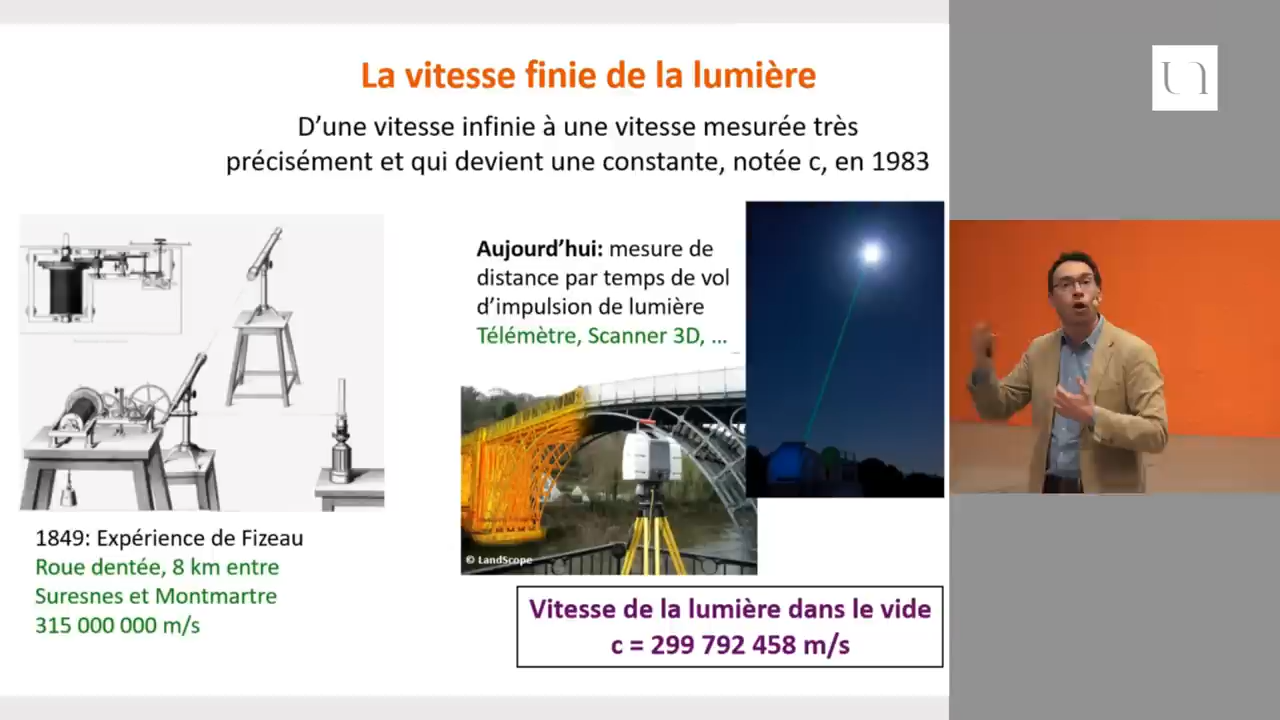 La vitesse finie de la lumière
D’une vitesse infinie à une vitesse mesurée très
précisément et qui devient une constante, notée c, en 1983
Aujourd’hui: mesure de
distance par temps de vol
d’impulsion de lumière
Télémètre, Scanner 3D, ...
© LandScope
1849: Expérience de Fizeau
Roue dentée, 8 km entre
Suresnes et Montmartre
315 000 000 m/s
Vitesse de la lumière dans le vide
c = 299 792 458 m/s